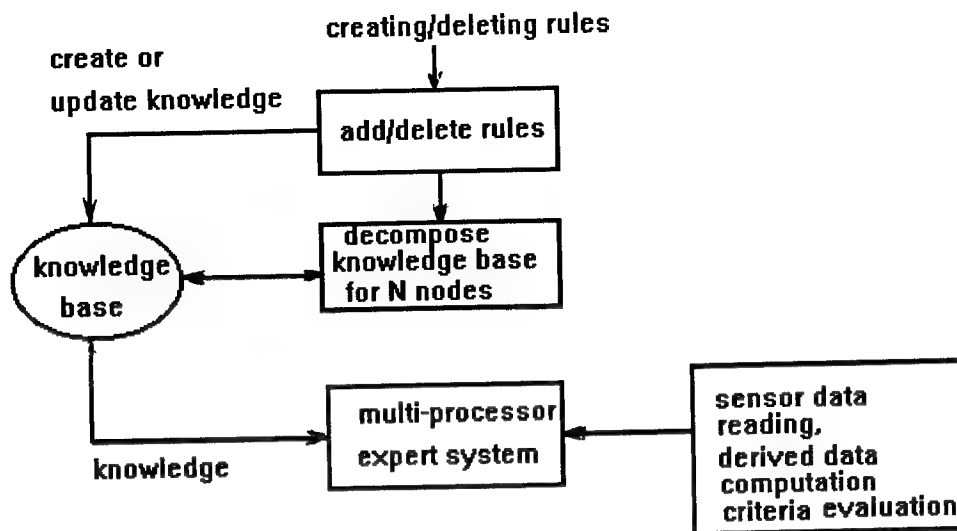 creating/deleting rules
create or
update knowledge
add/delete rules
decompose
knowledge base
for N nodes
knowledge
base
multi-processor
expert system
knowledge
sensor data
reading,
derived data
computation
criteria evaluation